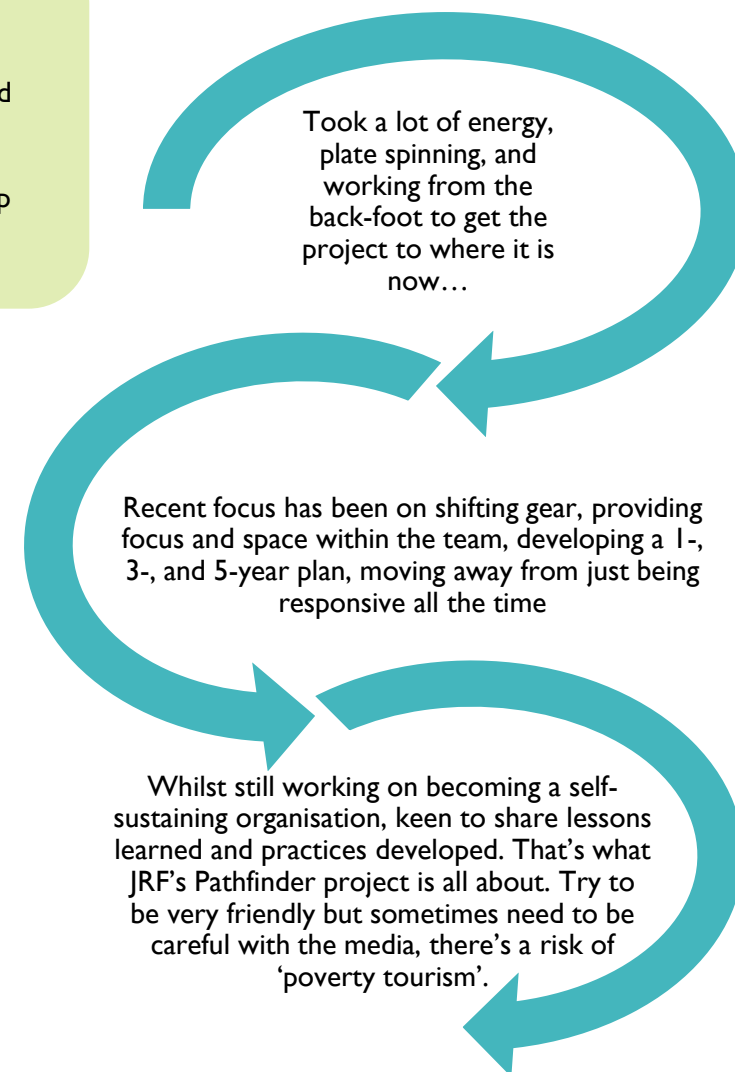 d
p
Took a lot of energy,
plate spinning, and
working from the
back-foot to get the
project to where it is
now…
Recent focus has been on shifting gear, providing
focus and space within the team, developing a 1-,
3-, and 5-year plan, moving away from just being
responsive all the time
Whilst still working on becoming a self-
sustaining organisation, keen to share lessons
learned and practices developed. That’s what
JRF’s Pathfinder project is all about. Try to
be very friendly but sometimes need to be
careful with the media, there’s a risk of
‘poverty tourism’.